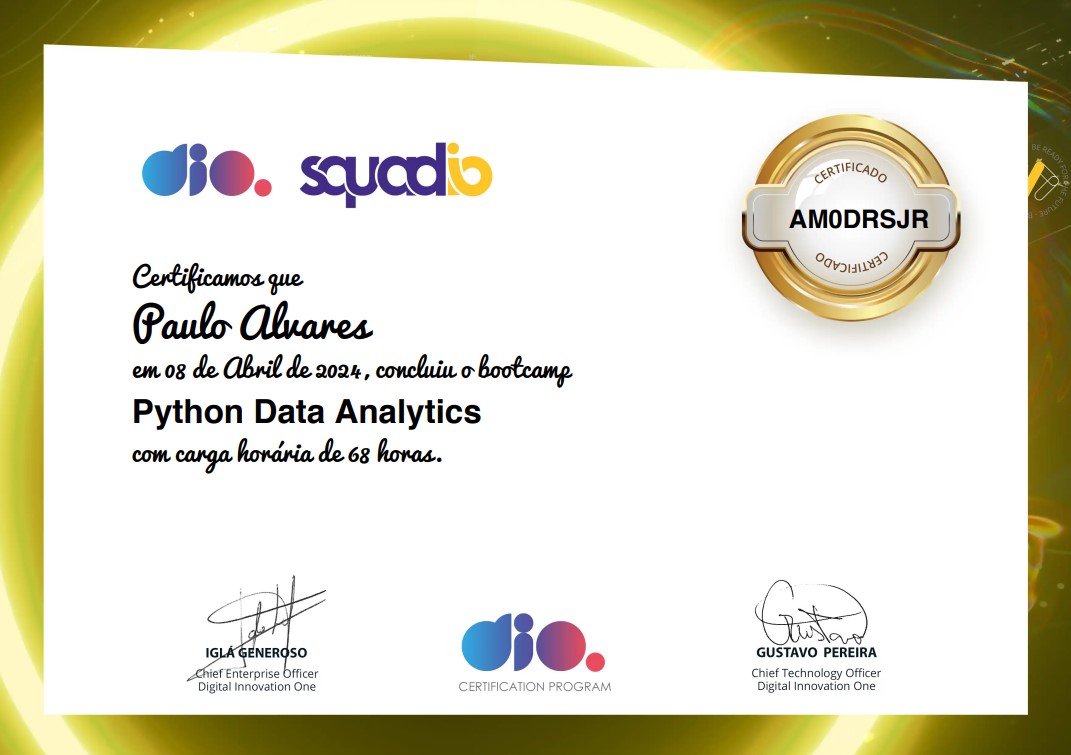 dio. squadio
CERTIFICADO
AM0DRSJR
CERTIFICADO
Certificamos que
Paulo Alvares
em 08 de Abril de 2024, concluiu o bootcamp
Python Data Analytics
com carga horária de 68 horas.
IGLÁ GENEROSO
Chief Enterprise Officer
Digital Innovation One
dio.
CERTIFICATION PROGRAM
Gustavo
GUSTAVO PEREIRA
Chief Technology Officer
Digital Innovation One